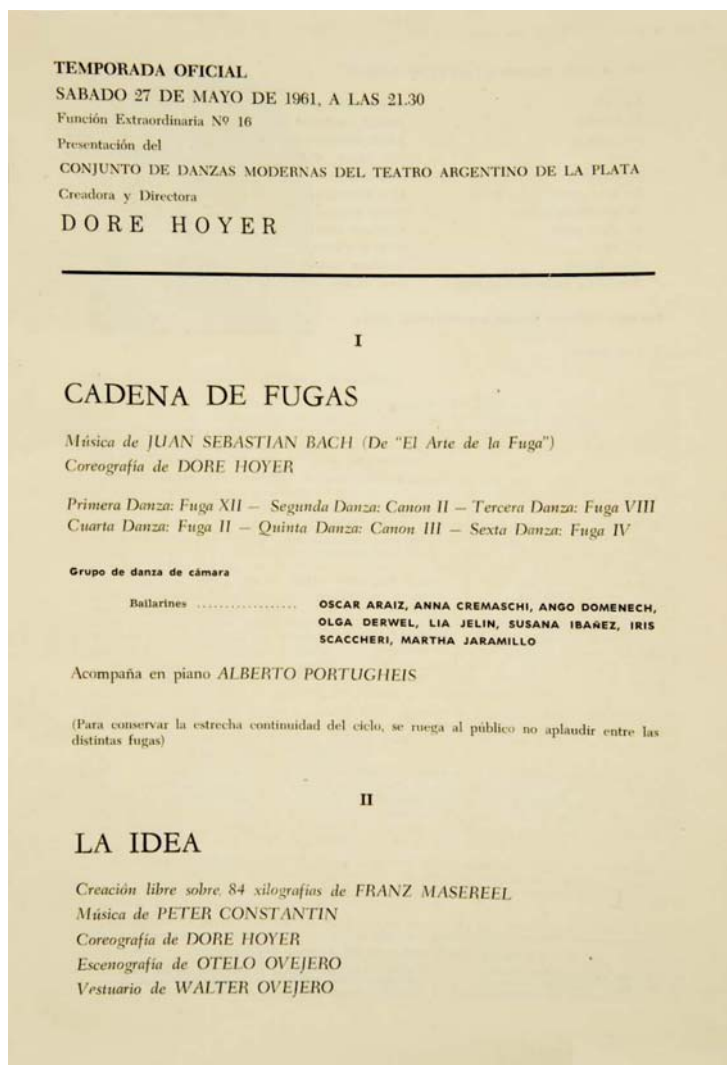 TEMPORADA OFICIAL
SABADO 27 DE MAYO DE 1961, A LAS 21.30
Función Extraordinaria Nº 16
Presentación del
CONJUNTO DE DANZAS MODERNAS DEL TEATRO ARGENTINO DE LA PLATA
Creadora y Directora
DORE HOYER
I
CADENA DE FUGAS
Música de JUAN SEBASTIAN BACH (De "El Arte de la Fuga")
Coreografía de DORE HOYER
Primera Danza: Fuga XII — Segunda Danza: Canon II — Tercera Danza: Fuga VIII
Cuarta Danza: Fuga II — Quinta Danza: Canon III — Sexta Danza: Fuga IV
Grupo de danza de cámara
Bailarines .................. OSCAR ARAIZ, ANNA CREMASCHI, ANGO DOMENECH,
OLGA DERWEL, LIA JELIN, SUSANA IBAÑEZ, IRIS
SCACCHERI, MARTHA JARAMILLO
Acompaña en piano ALBERTO PORTUGHEIS
(Para conservar la estrecha continuidad del ciclo, se ruega al público no aplaudir entre las
distintas fugas)
II
LA IDEA
Creación libre sobre 84 xilografías de FRANZ MASEREEL
Música de PETER CONSTANTIN
Coreografía de DORE HOYER
Escenografía de OTELO OVEJERO
Vestuario de WALTER OVEJERO